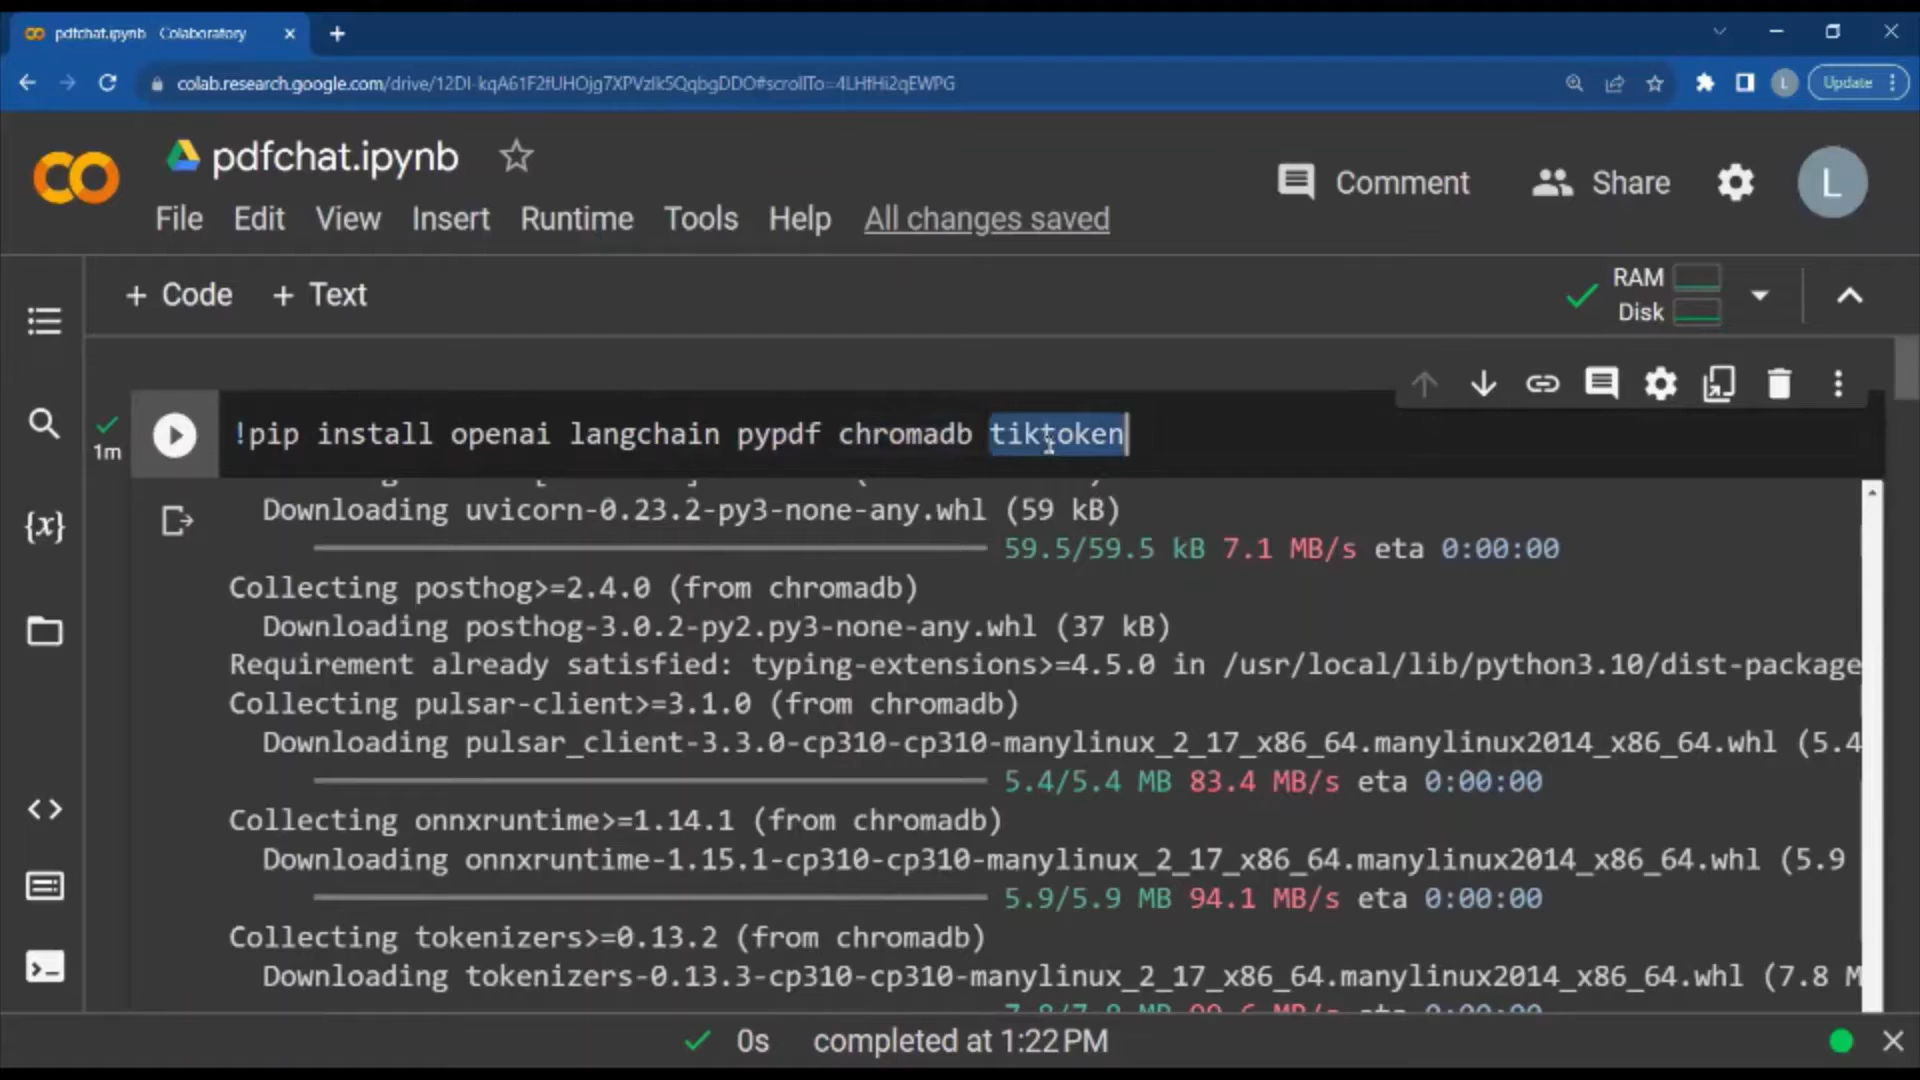 pdfchat.ipynb Colaboratory
colab.research.google.com/drive/12DI-kqA61F2fUHOjg7XPVzlk5QqbgDDO#scrollTo=4LHfHi2qEWPG
L
Update
pdfchat.ipynb
Comment
Share
L
File Edit View Insert Runtime Tools Help All changes saved
+ Code + Text
RAM
Disk
1m
!pip install openai langchain pypdf chromadb tiktoken
Downloading uvicorn-0.23.2-py3-none-any.whl (59 kB)
59.5/59.5 kB 7.1 MB/s eta 0:00:00
Collecting posthog>=2.4.0 (from chromadb)
Downloading posthog-3.0.2-py2.py3-none-any.whl (37 kB)
Requirement already satisfied: typing-extensions>=4.5.0 in /usr/local/lib/python3.10/dist-package
Collecting pulsar-client>=3.1.0 (from chromadb)
Downloading pulsar_client-3.3.0-cp310-cp310-manylinux_2_17_x86_64.manylinux2014_x86_64.whl (5.4
5.4/5.4 MB 83.4 MB/s eta 0:00:00
Collecting onnxruntime>=1.14.1 (from chromadb)
Downloading onnxruntime-1.15.1-cp310-cp310-manylinux_2_17_x86_64.manylinux2014_x86_64.whl (5.9
5.9/5.9 MB 94.1 MB/s eta 0:00:00
Collecting tokenizers>=0.13.2 (from chromadb)
Downloading tokenizers-0.13.3-cp310-cp310-manylinux_2_17_x86_64.manylinux2014_x86_64.whl (7.8 M
0s completed at 1:22 PM